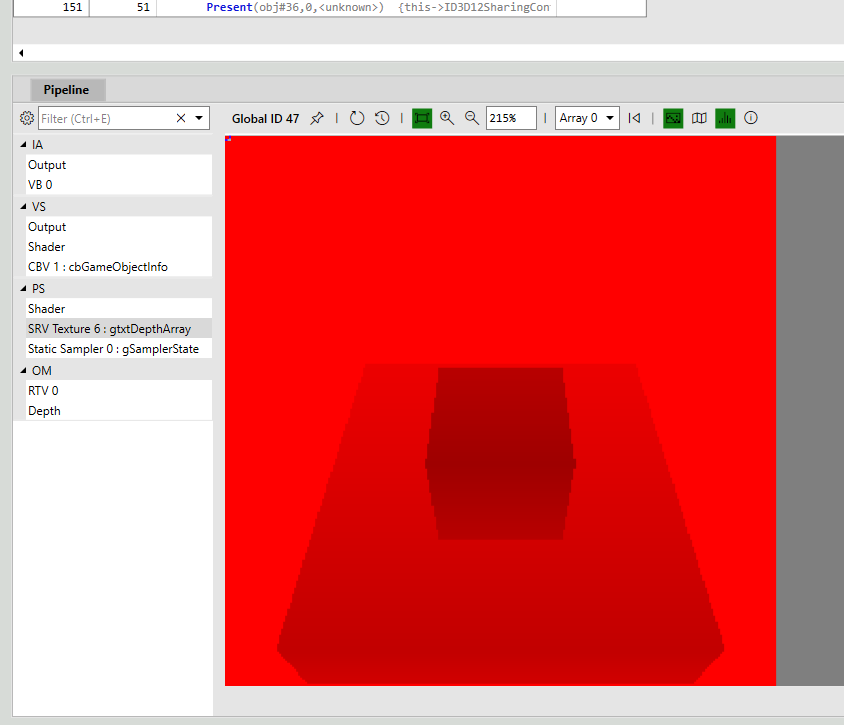 151 51 Present(obj#36,0,<unknown>) {this->ID3D12SharingCon
Pipeline
Filter (Ctrl+E) Global ID 47 215% Array 0
IA
Output
VB 0
VS
Output
Shader
CBV 1 : cbGameObjectInfo
PS
Shader
SRV Texture 6 : gtxtDepthArray
Static Sampler 0 : gSamplerState
OM
RTV 0
Depth